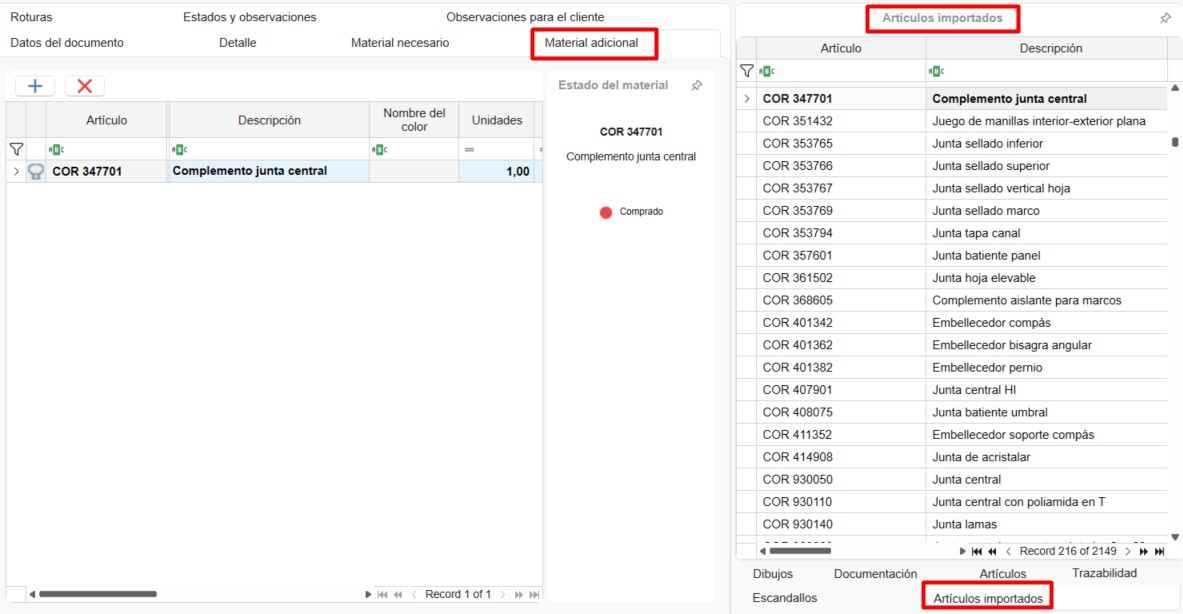 Roturas
Estados y observaciones
Observaciones para el cliente
Datos del documento
Detalle
Material necesario
Material adicional
Artículo
Descripción
Nombre del color
Unidades
ABC
ABC
ABC
=
COR 347701
Complemento junta central
1,00
Record 1 of 1
Estado del material
COR 347701
Complemento junta central
Comprado
Artículos importados
Artículo
Descripción
ABC
ABC
COR 347701 Complemento junta central
COR 351432 Juego de manillas interior-exterior plana
COR 353765 Junta sellado inferior
COR 353766 Junta sellado superior
COR 353767 Junta sellado vertical hoja
COR 353769 Junta sellado marco
COR 353794 Junta tapa canal
COR 357601 Junta batiente panel
COR 361502 Junta hoja elevable
COR 368605 Complemento aislante para marcos
COR 401342 Embellecedor compás
COR 401362 Embellecedor bisagra angular
COR 401382 Embellecedor pernio
COR 407901 Junta central HI
COR 408075 Junta batiente umbral
COR 411352 Embellecedor soporte compás
COR 414908 Junta de acristalar
COR 930050 Junta central
COR 930110 Junta central con poliamida en T
COR 930140 Junta lamas
Record 216 of 2149
Dibujos
Documentación
Artículos
Trazabilidad
Escandallos
Artículos importados